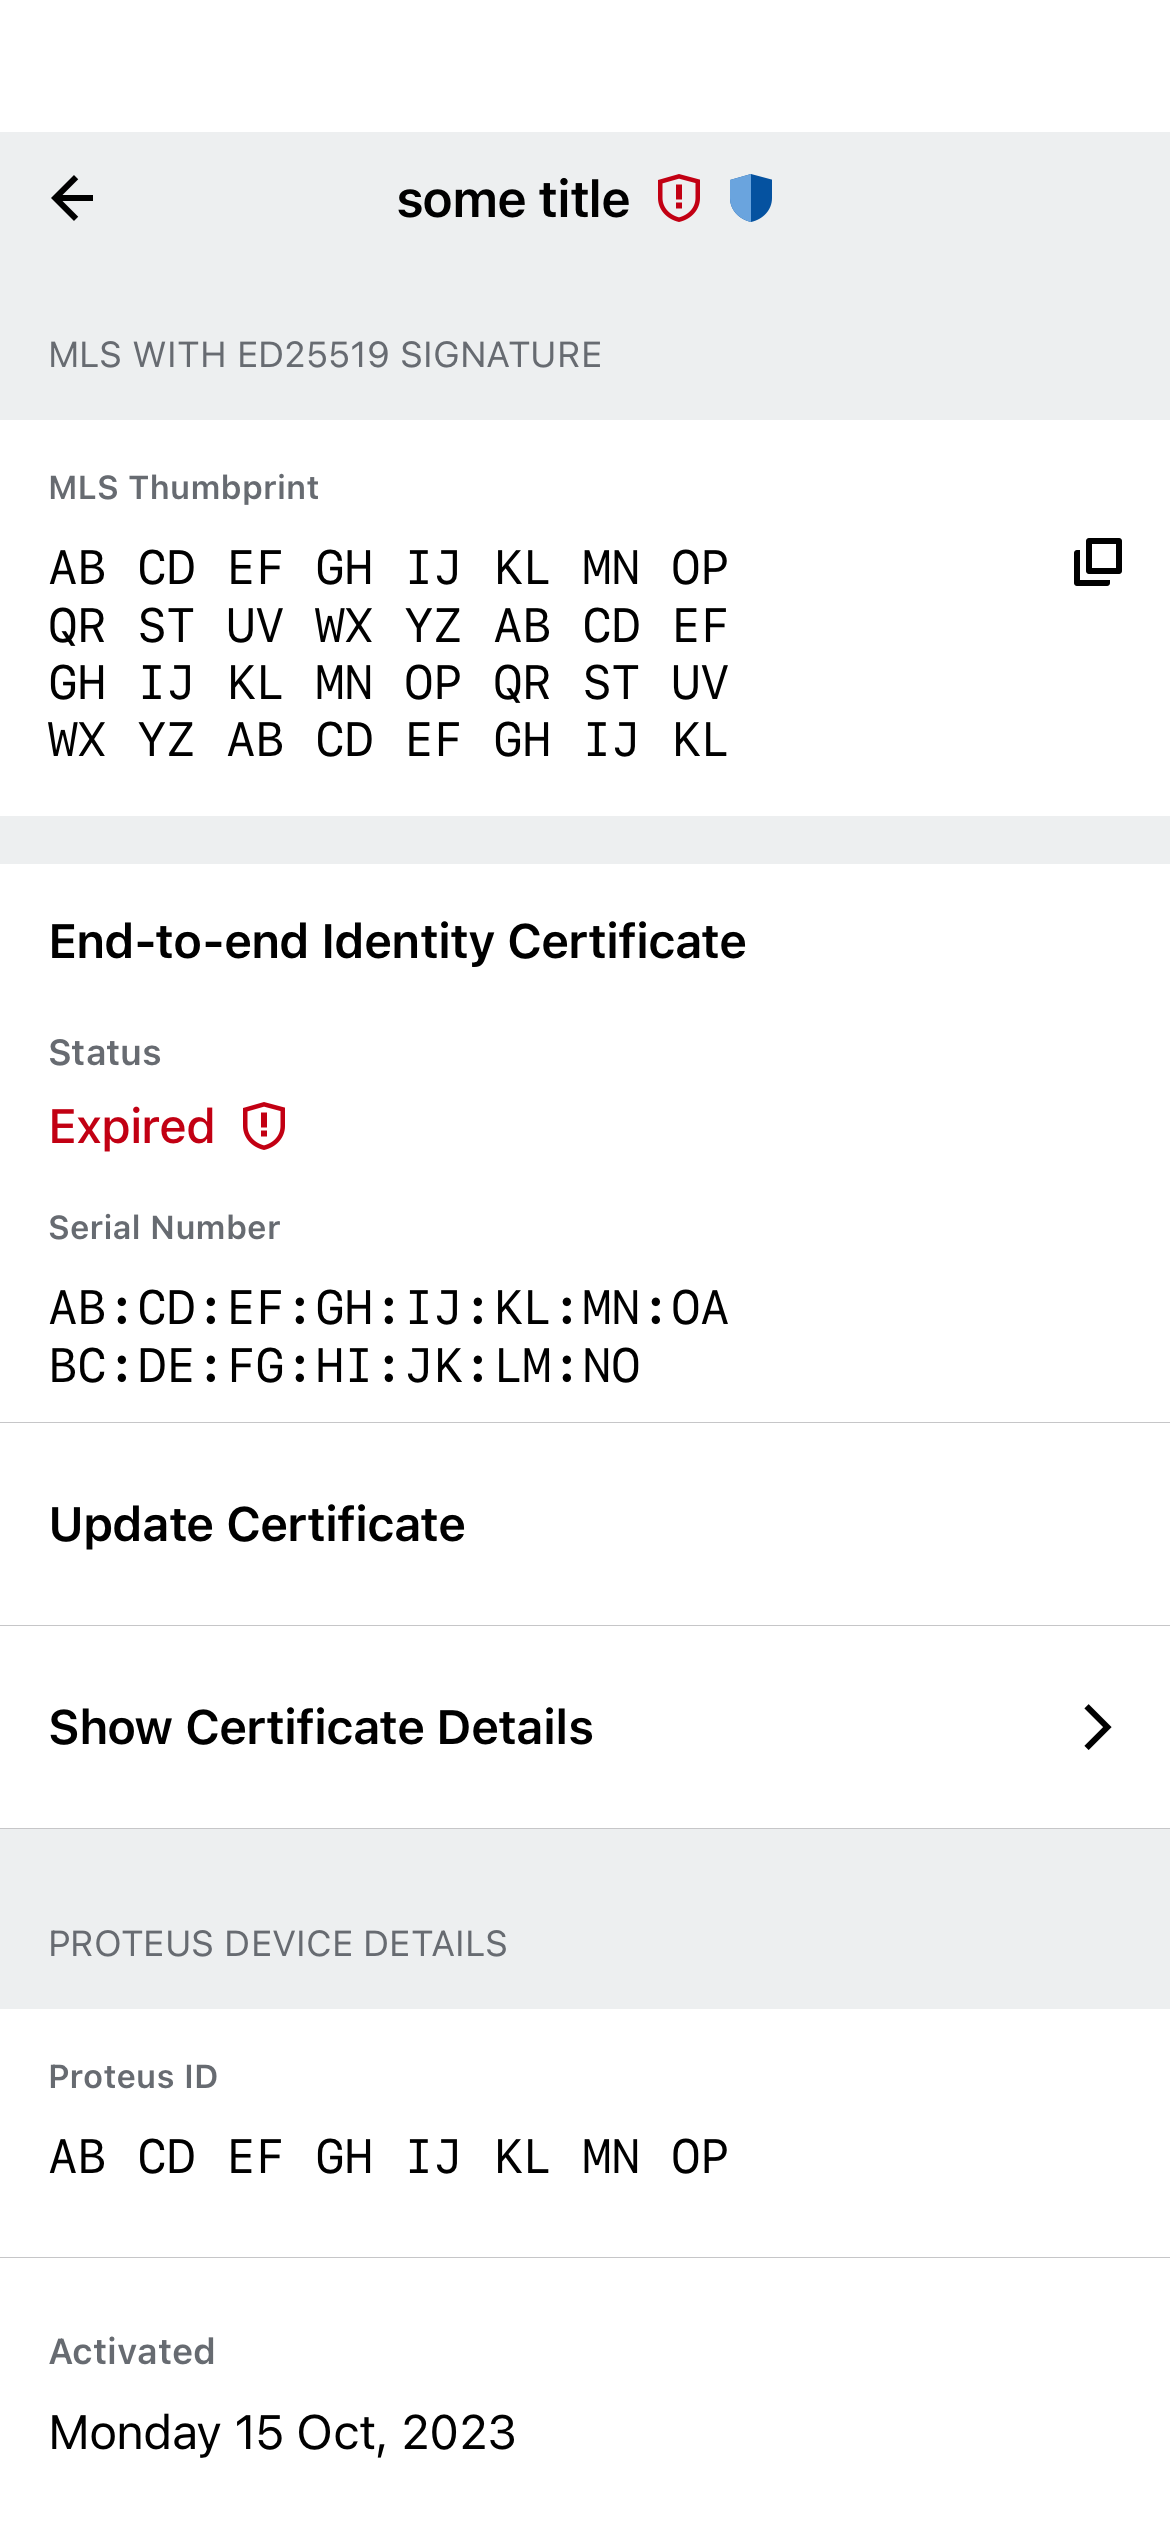 some title
MLS WITH ED25519 SIGNATURE
MLS Thumbprint
AB CD EF GH IJ KL MN OP
QR ST UV WX YZ AB CD EF
GH IJ KL MN OP QR ST UV
WX YZ AB CD EF GH IJ KL
End-to-end Identity Certificate
Status
Expired
Serial Number
AB:CD:EF:GH:IJ:KL:MN:OA
BC:DE:FG:HI:JK:LM:NO
Update Certificate
Show Certificate Details
PROTEUS DEVICE DETAILS
Proteus ID
AB CD EF GH IJ KL MN OP
Activated
Monday 15 Oct, 2023